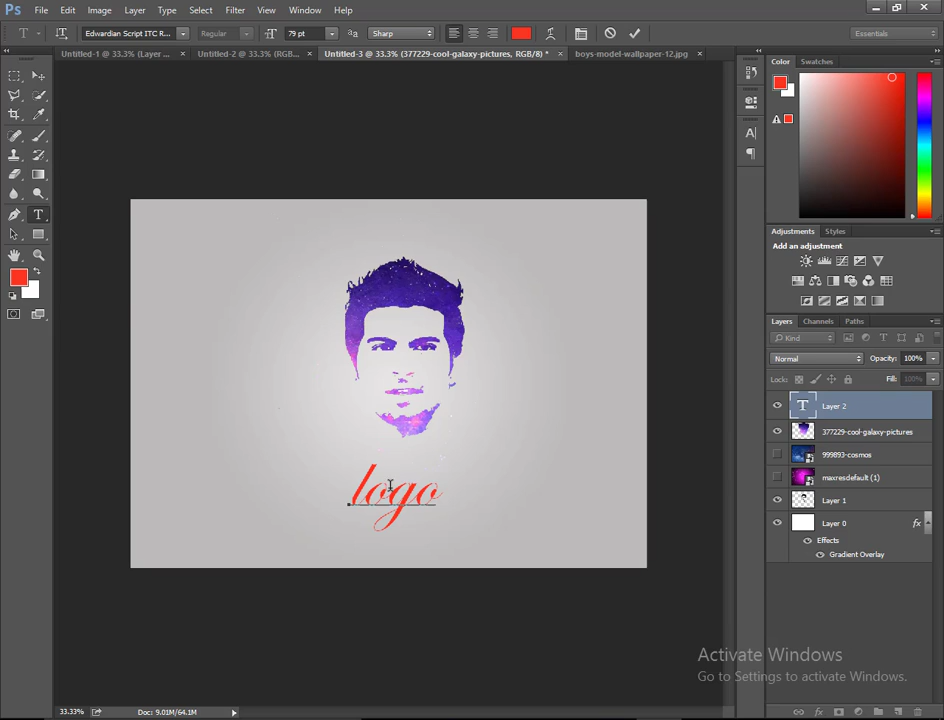 Ps File Edit Image Layer Type Select Filter View Window Help
T Edwardian Script ITC R... Regular 79 pt aa Sharp Essentials
Untitled-1 @ 33.3% (Layer ... × Untitled-2 @ 33.3% (RGB... × Untitled-3 @ 33.3% (377229-cool-galaxy-pictures, RGB/8) * × boys-model-wallpaper-12.jpg ×
Color Swatches
Adjustments Styles
Add an adjustment
Layers Channels Paths
Kind
Normal Opacity: 100%
Lock: Fill: 100%
Layer 2
377229-cool-galaxy-pictures
999893-cosmos
maxresdefault (1)
Layer 1
Layer 0 fx
Effects
Gradient Overlay
logo
Activate Windows
Go to Settings to activate Windows.
33.33% Doc: 9.01M/64.1M